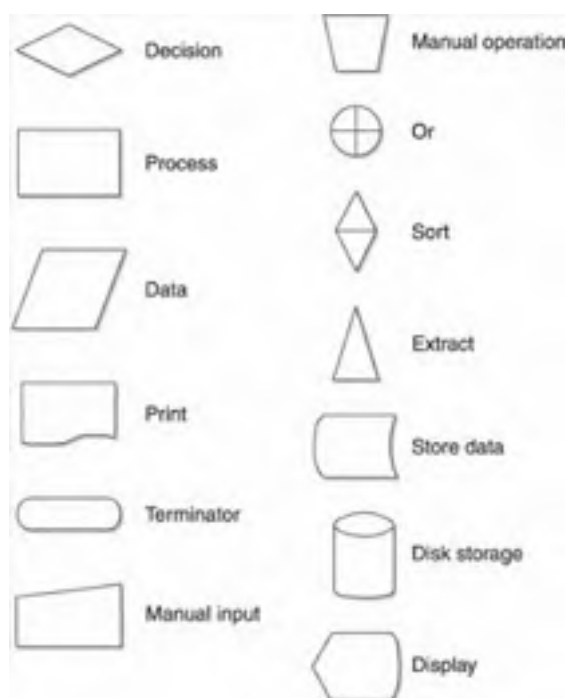 Decision
Process
Data
Print
Terminator
Manual input
Manual operation
Or
Sort
Extract
Store data
Disk storage
Display